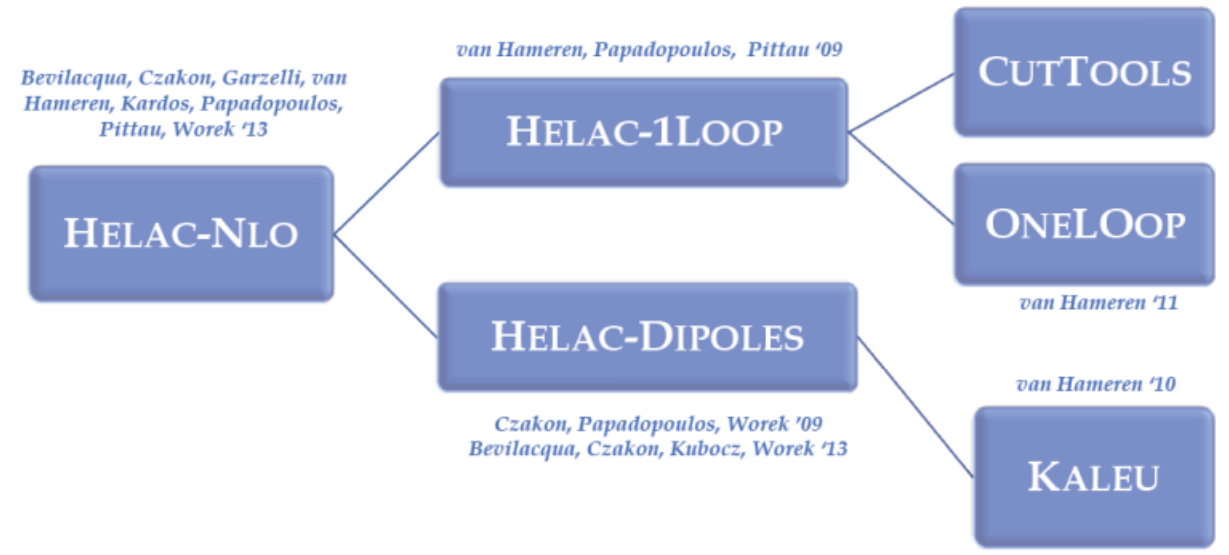 Bevilacqua, Czakon, Garzelli, van
Hameren, Kardos, Papadopoulos,
Pittau, Worek ‘13
HELAC-NLO
van Hameren, Papadopoulos, Pittau ‘09
HELAC-1LOOP
HELAC-DIPOLES
Czakon, Papadopoulos, Worek ’09
Bevilacqua, Czakon, Kubocz, Worek ‘13
CUTTOOLS
ONELOOP
van Hameren ‘11
van Hameren ‘10
KALEU